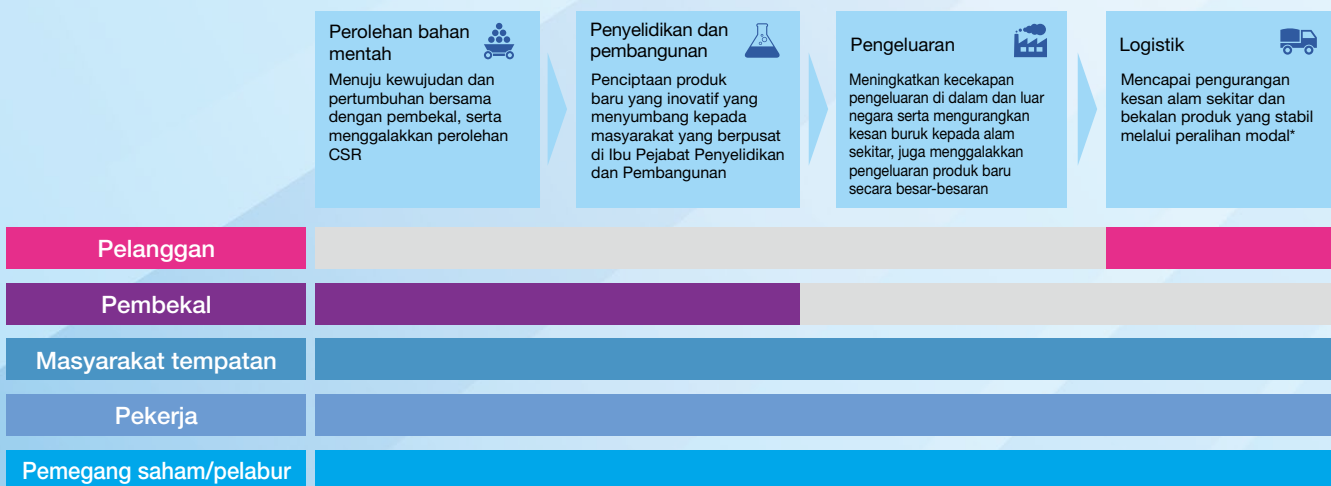 Perolehan bahan
mentah
Menuju kewujudan dan
pertumbuhan bersama
dengan pembekal, serta
menggalakkan perolehan
CSR
Penyelidikan dan
pembangunan
Penciptaan produk
baru yang inovatif yang
menyumbang kepada
masyarakat yang berpusat
di Ibu Pejabat Penyelidikan
dan Pembangunan
Pengeluaran
Meningkatkan kecekapan
pengeluaran di dalam dan luar
negara serta mengurangkan
kesan buruk kepada alam
sekitar, juga menggalakkan
pengeluaran produk baru
secara besar-besaran
Logistik
Mencapai pengurangan
kesan alam sekitar dan
bekalan produk yang stabil
melalui peralihan modal*
Pelanggan
Pembekal
Masyarakat tempatan
Pekerja
Pemegang saham/pelabur